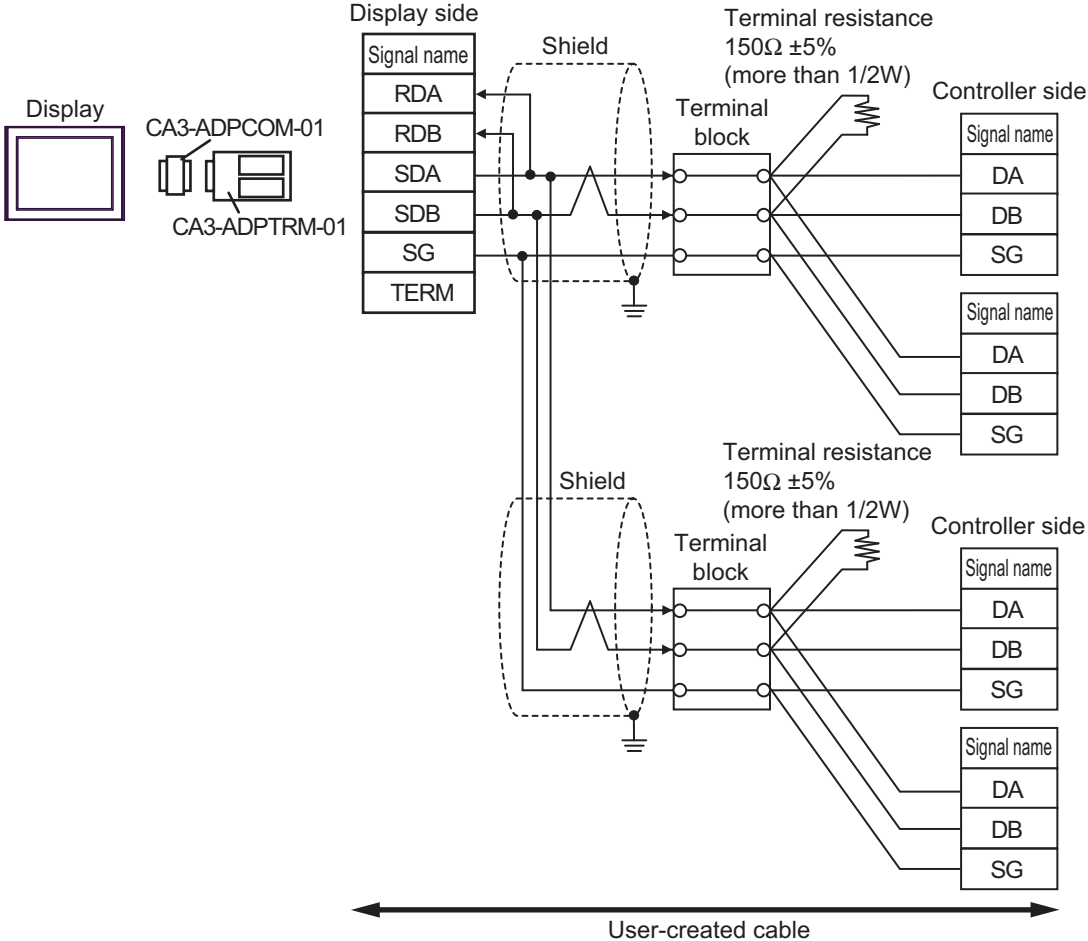 Display side
Signal name
RDA
RDB
SDA
SDB
SG
TERM
Display
CA3-ADPCOM-01
CA3-ADPTRM-01
Shield
Terminal resistance
150Ω ±5%
(more than 1/2W)
Terminal
block
Controller side
Signal name
DA
DB
SG
Signal name
DA
DB
SG
Shield
Terminal resistance
150Ω ±5%
(more than 1/2W)
Terminal
block
Controller side
Signal name
DA
DB
SG
Signal name
DA
DB
SG
User-created cable